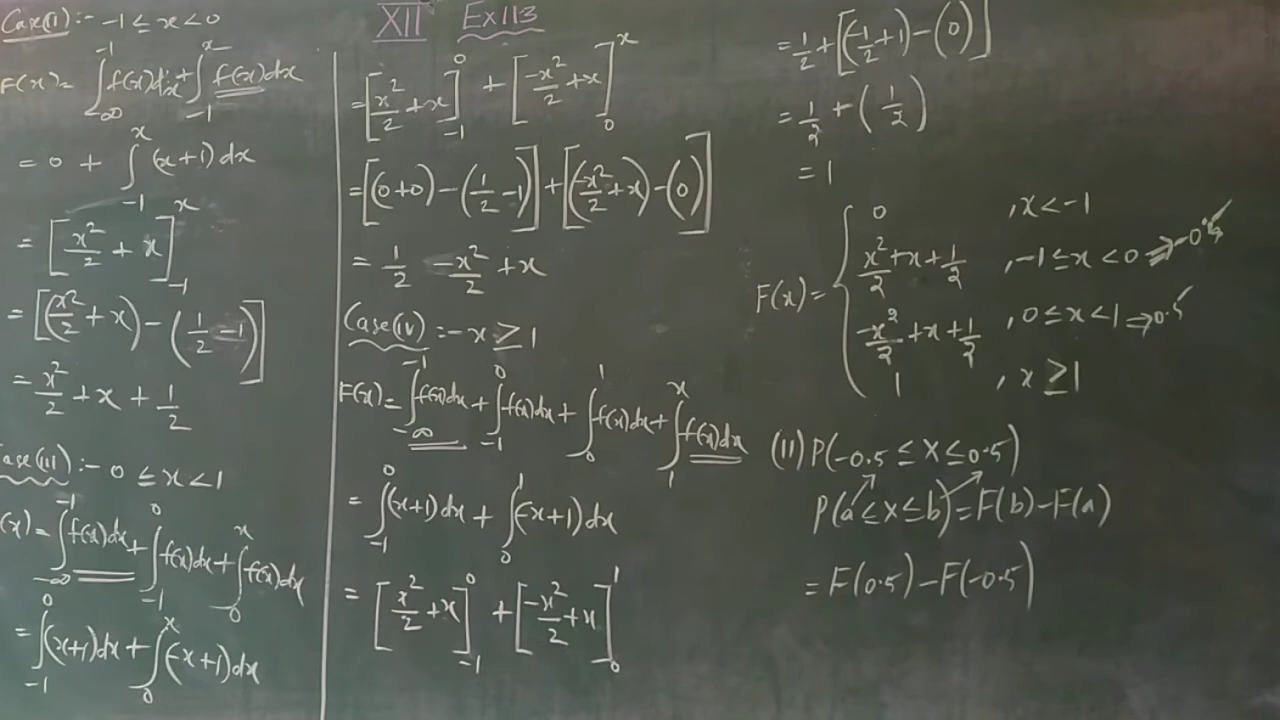 XII Ex 11.3
Case(ii) :- -1 ≤ x < 0
F(x) = ∫_{-∞}^{-1} f(x)dx + ∫_{-1}^{x} f(x)dx
= 0 + ∫_{-1}^{x} (x+1)dx
= [x²/2 + x]_{-1}^{x}
= [(x²/2 + x) - (1/2 - 1)]
= x²/2 + x + 1/2
ase(iii) :- 0 ≤ x < 1
(x) = ∫_{-∞}^{-1} f(x)dx + ∫_{-1}^{0} f(x)dx + ∫_{0}^{x} f(x)dx
= ∫_{-1}^{0} (x+1)dx + ∫_{0}^{x} (-x+1)dx
= [x²/2 + x]_{-1}^{0} + [-x²/2 + x]_{0}^{x}
= [(0+0) - (1/2 - 1)] + [(-x²/2 + x) - (0)]
= 1/2 - x²/2 + x
Case(iv) :- x ≥ 1
F(x) = ∫_{-∞}^{-1} f(x)dx + ∫_{-1}^{0} f(x)dx + ∫_{0}^{1} f(x)dx + ∫_{1}^{x} f(x)dx
= ∫_{-1}^{0} (x+1)dx + ∫_{0}^{1} (-x+1)dx
= [x²/2 + x]_{-1}^{0} + [-x²/2 + x]_{0}^{1}
= 1/2 + [(-1/2 + 1) - (0)]
= 1/2 + (1/2)
= 1
F(x) = {
0 , x < -1
x²/2 + x + 1/2 , -1 ≤ x < 0 ⇒ -0.5
-x²/2 + x + 1/2 , 0 ≤ x < 1 ⇒ 0.5
1 , x ≥ 1
(ii) P(-0.5 ≤ X ≤ 0.5)
P(a ≤ X ≤ b) = F(b) - F(a)
= F(0.5) - F(-0.5)